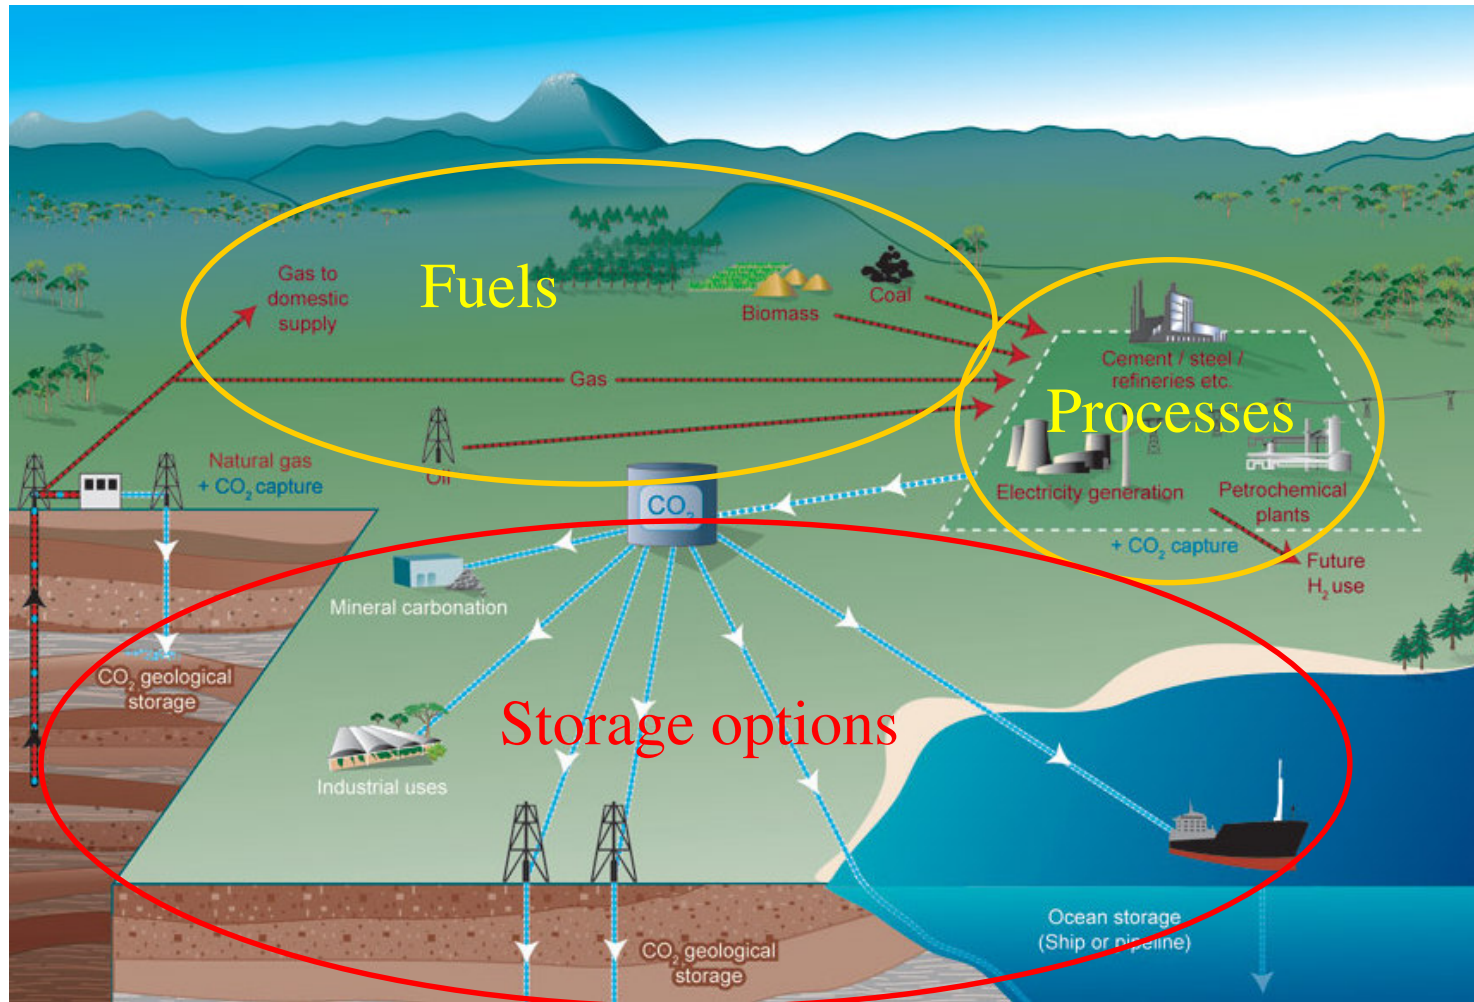 Gas to
domestic
supply
Fuels
Biomass
Coal
Gas
Oil
Cement / steel /
refineries etc.
Processes
Electricity generation
Petrochemical
plants
+ CO₂ capture
Future
H₂ use
Natural gas
+ CO₂ capture
CO₂
Mineral carbonation
CO₂ geological
storage
Storage options
Industrial uses
CO₂ geological
storage
Ocean storage
(Ship or pipeline)